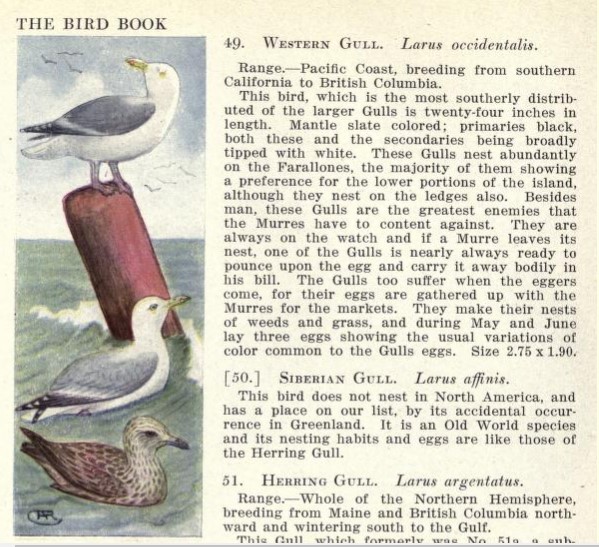 THE BIRD BOOK
49. WESTERN GULL. Larus occidentalis.
Range.—Pacific Coast, breeding from southern
California to British Columbia.
This bird, which is the most southerly distrib-
uted of the larger Gulls is twenty-four inches in
length. Mantle slate colored; primaries black,
both these and the secondaries being broadly
tipped with white. These Gulls nest abundantly
on the Farallones, the majority of them showing
a preference for the lower portions of the island,
although they nest on the ledges also. Besides
man, these Gulls are the greatest enemies that
the Murres have to content against. They are
always on the watch and if a Murre leaves its
nest, one of the Gulls is nearly always ready to
pounce upon the egg and carry it away bodily in
his bill. The Gulls too suffer when the eggers
come, for their eggs are gathered up with the
Murres for the markets. They make their nests
of weeds and grass, and during May and June
lay three eggs showing the usual variations of
color common to the Gulls eggs. Size 2.75 x 1.90.
[50.] SIBERIAN GULL. Larus affinis.
This bird does not nest in North America, and
has a place on our list, by its accidental occur-
rence in Greenland. It is an Old World species
and its nesting habits and eggs are like those of
the Herring Gull.
51. HERRING GULL. Larus argentatus.
Range.—Whole of the Northern Hemisphere,
breeding from Maine and British Columbia north-
ward and wintering south to the Gulf.
This Gull, which formerly was No. 51a, a sub-